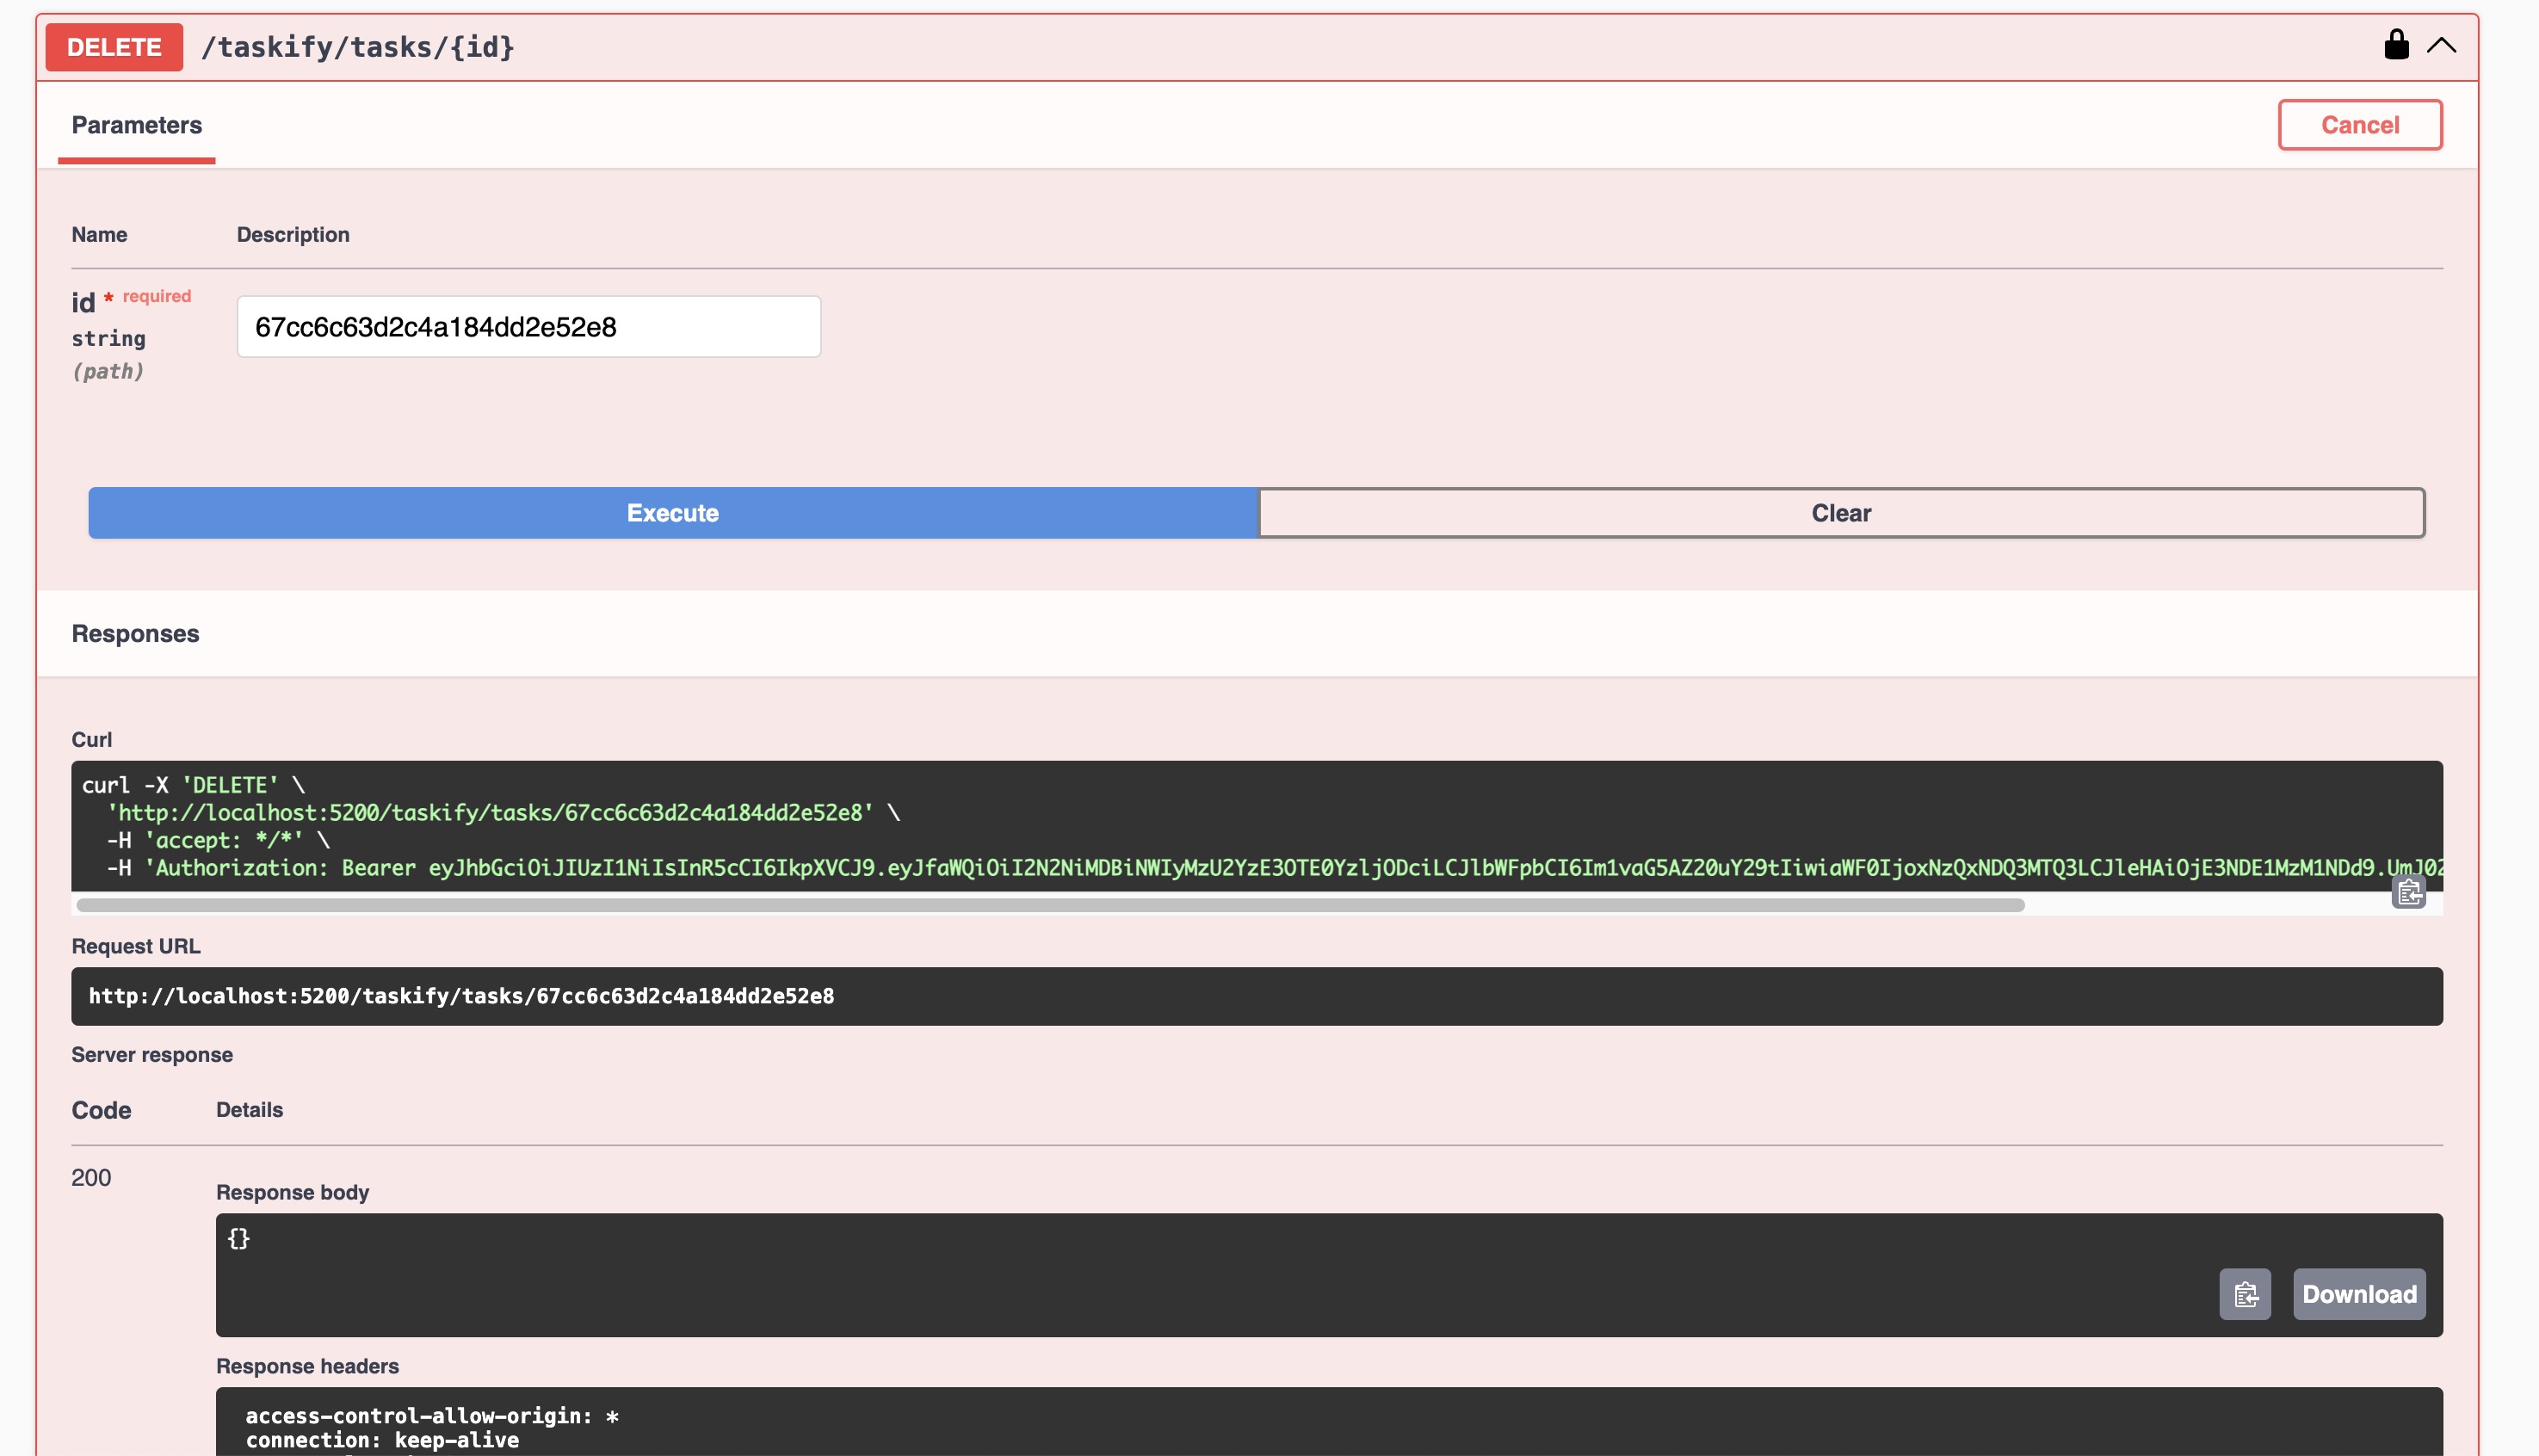 DELETE /taskify/tasks/{id}
Parameters
Cancel
Name Description
id * required
string
(path)
67cc6c63d2c4a184dd2e52e8
Execute
Clear
Responses
Curl
curl -X 'DELETE' \
'http://localhost:5200/taskify/tasks/67cc6c63d2c4a184dd2e52e8' \
-H 'accept: */*' \
-H 'Authorization: Bearer eyJhbGciOiJIUzI1NiIsInR5cCI6IkpXVCJ9.eyJfaWQiOiI2N2NiMDBiNWIyMzU2YzE3OTE0YzljODciLCJlbWFpbCI6Im1vaG5AZ20uY29tIiwiaWF0IjoxNzQxNDQ3MTQ3LCJleHAiOjE3NDE1MzM1NDd9.UmJ02
Request URL
http://localhost:5200/taskify/tasks/67cc6c63d2c4a184dd2e52e8
Server response
Code Details
200
Response body
{}
Download
Response headers
access-control-allow-origin: *
connection: keep-alive